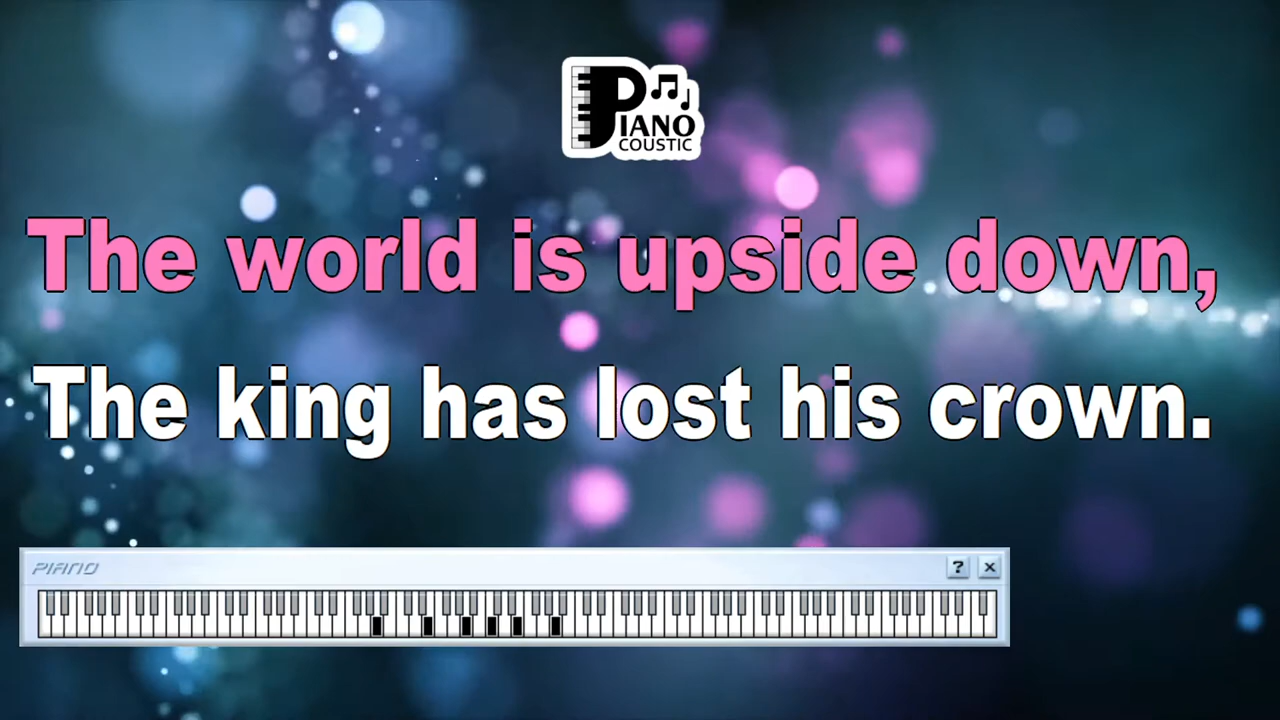 PIANO
COUSTIC
The world is upside down,
The king has lost his crown.
PIANO
? ×